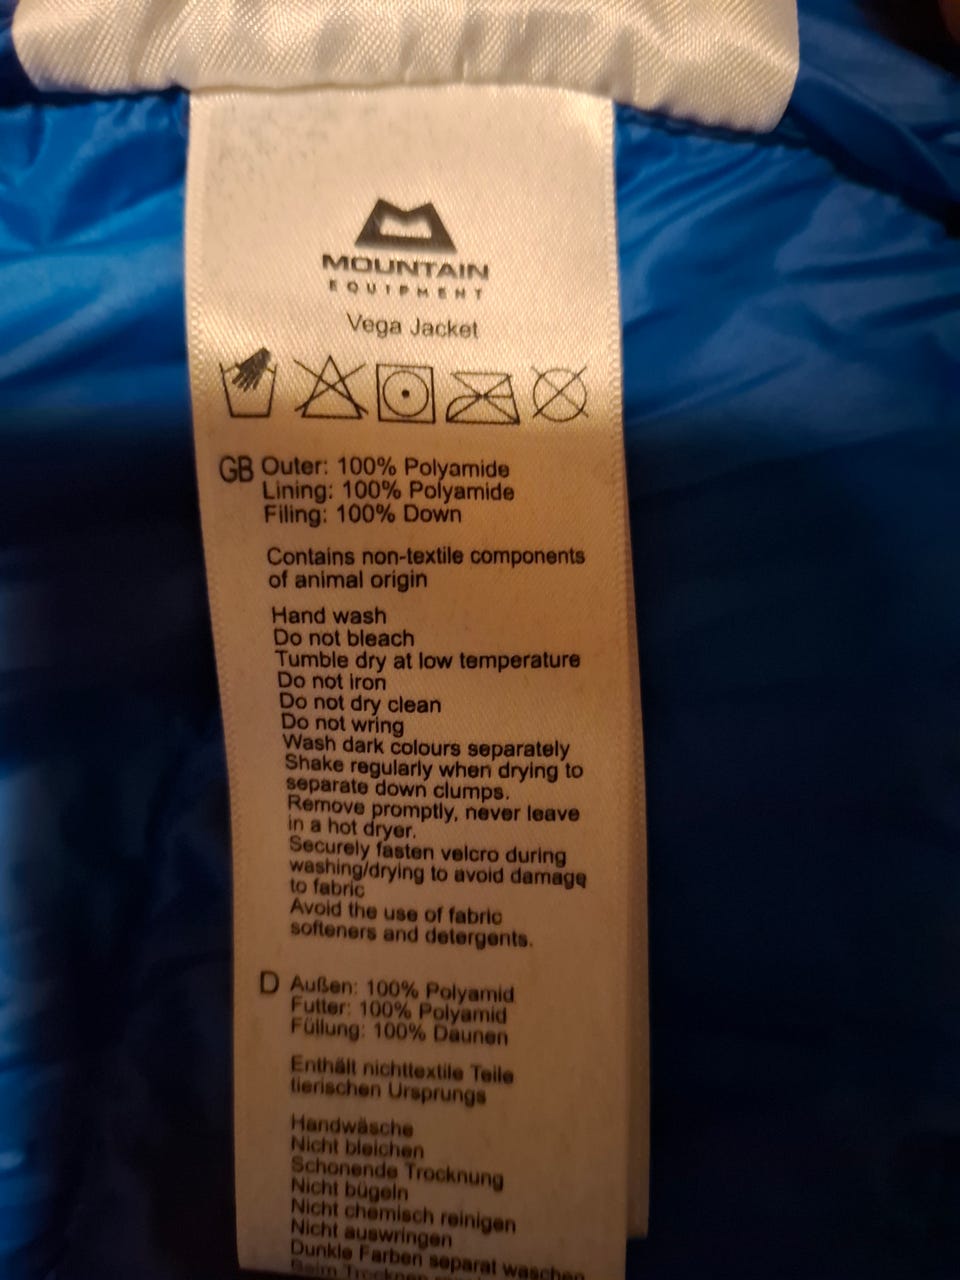 MOUNTAIN
EQUIPMENT
Vega Jacket
GB Outer: 100% Polyamide
Lining: 100% Polyamide
Filing: 100% Down
Contains non-textile components
of animal origin
Hand wash
Do not bleach
Tumble dry at low temperature
Do not iron
Do not dry clean
Do not wring
Wash dark colours separately
Shake regularly when drying to
separate down clumps.
Remove promptly, never leave
in a hot dryer.
Securely fasten velcro during
washing/drying to avoid damage
to fabric
Avoid the use of fabric
softeners and detergents.
D Außen: 100% Polyamid
Futter: 100% Polyamid
Füllung: 100% Daunen
Enthält nichttextile Teile
tierischen Ursprungs
Handwäsche
Nicht bleichen
Schonende Trocknung
Nicht bügeln
Nicht chemisch reinigen
Nicht auswringen
Dunkle Farben separat waschen
Beim Trocknen